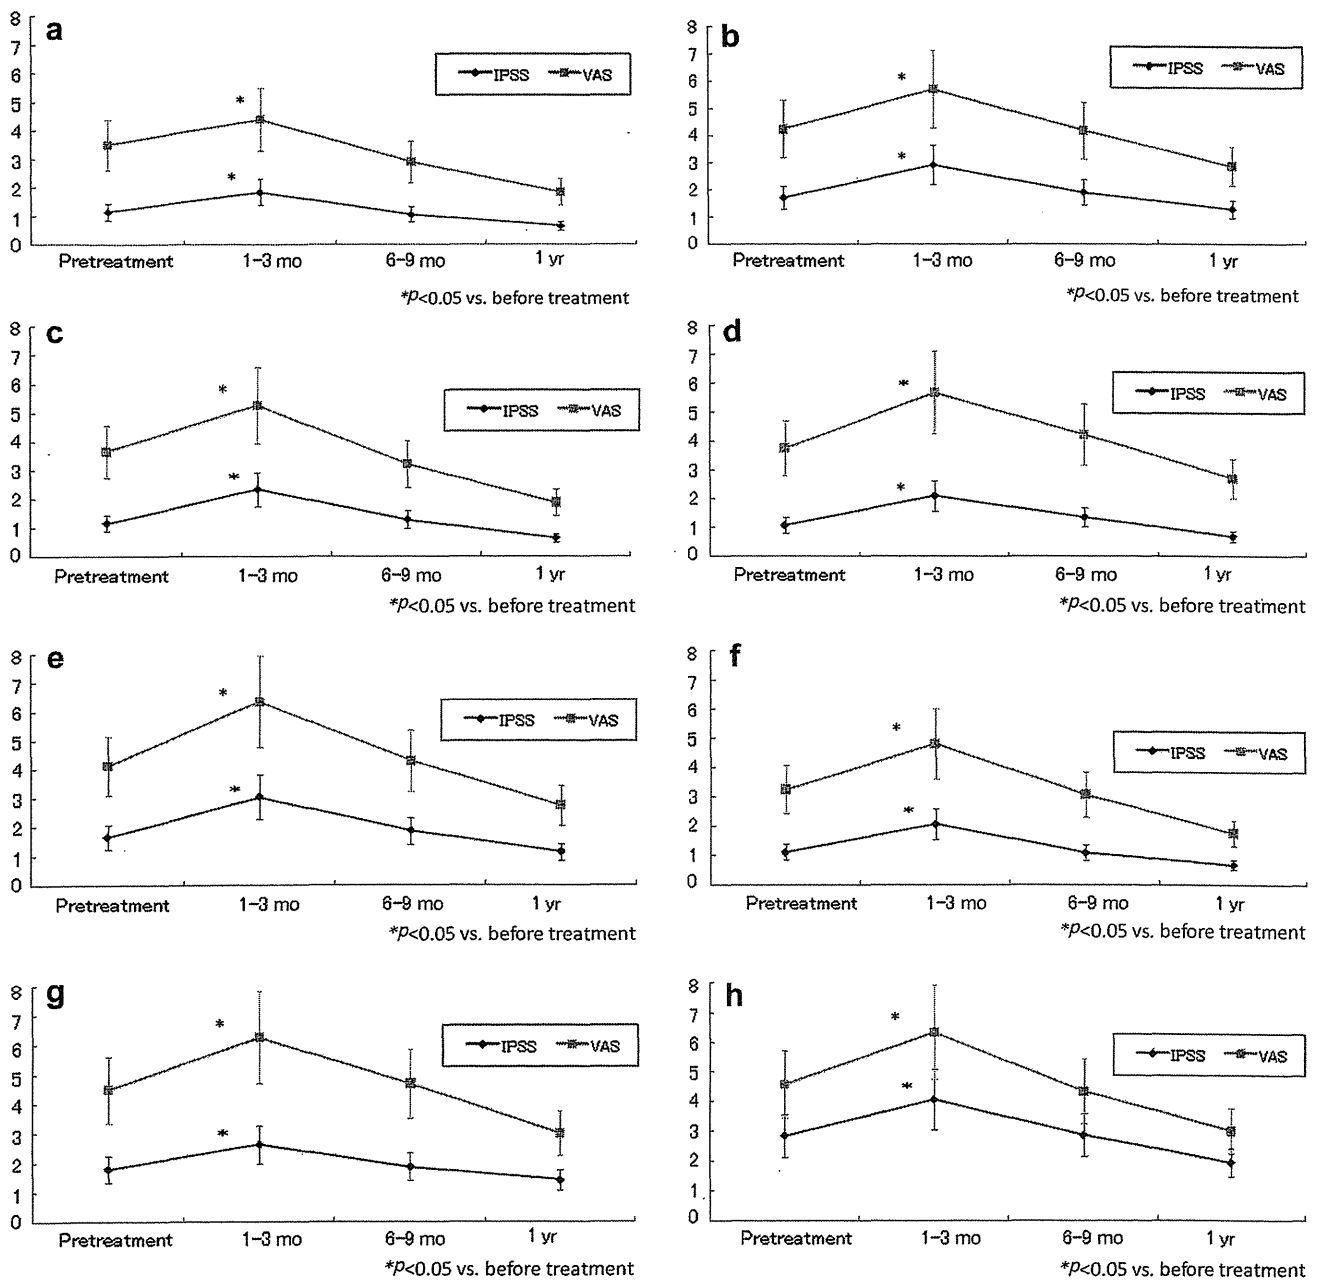 a
8
7
6
5
4
3
2
1
0
IPSS VAS
*
*
Pretreatment 1-3 mo 6-9 mo 1 yr
*p<0.05 vs. before treatment
b
8
7
6
5
4
3
2
1
0
IPSS VAS
*
*
Pretreatment 1-3 mo 6-9 mo 1 yr
*p<0.05 vs. before treatment
c
8
7
6
5
4
3
2
1
0
IPSS VAS
*
*
Pretreatment 1-3 mo 6-9 mo 1 yr
*p<0.05 vs. before treatment
d
8
7
6
5
4
3
2
1
0
IPSS VAS
*
*
Pretreatment 1-3 mo 6-9 mo 1 yr
*p<0.05 vs. before treatment
e
8
7
6
5
4
3
2
1
0
IPSS VAS
*
*
Pretreatment 1-3 mo 6-9 mo 1 yr
*p<0.05 vs. before treatment
f
8
7
6
5
4
3
2
1
0
IPSS VAS
*
*
Pretreatment 1-3 mo 6-9 mo 1 yr
*p<0.05 vs. before treatment
g
8
7
6
5
4
3
2
1
0
IPSS VAS
*
*
Pretreatment 1-3 mo 6-9 mo 1 yr
*p<0.05 vs. before treatment
h
8
7
6
5
4
3
2
1
0
IPSS VAS
*
*
Pretreatment 1-3 mo 6-9 mo 1 yr
*p<0.05 vs. before treatment